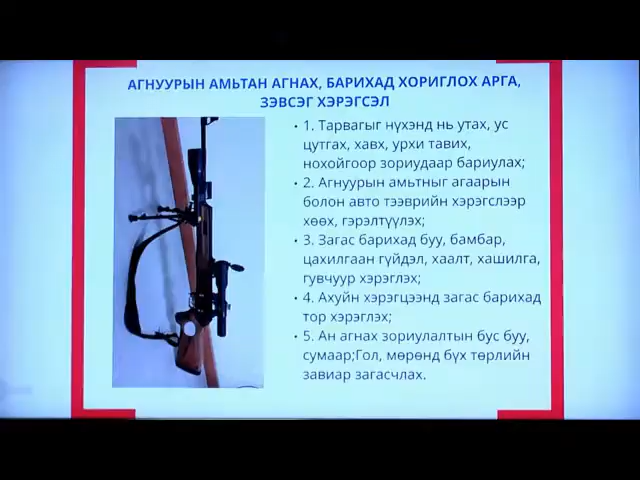 АГНУУРЫН АМЬТАН АГНАХ, БАРИХАД ХОРИГЛОХ АРГА,
ЗЭВСЭГ ХЭРЭГСЭЛ
• 1. Тарвагыг нүхэнд нь утах, ус
цутгах, хавх, урхи тавих,
нохойгоор зориудаар бариулах;
• 2. Агнуурын амьтныг агаарын
болон авто тээврийн хэрэгслээр
хөөх, гэрэлтүүлэх;
• 3. Загас барихад буу, бамбар,
цахилгаан гүйдэл, хаалт, хашилга,
гувчуур хэрэглэх;
• 4. Ахуйн хэрэгцээнд загас барихад
тор хэрэглэх;
• 5. Ан агнах зориулалтын бус буу,
сумаар;Гол, мөрөнд бүх төрлийн
завиар загасчлах.